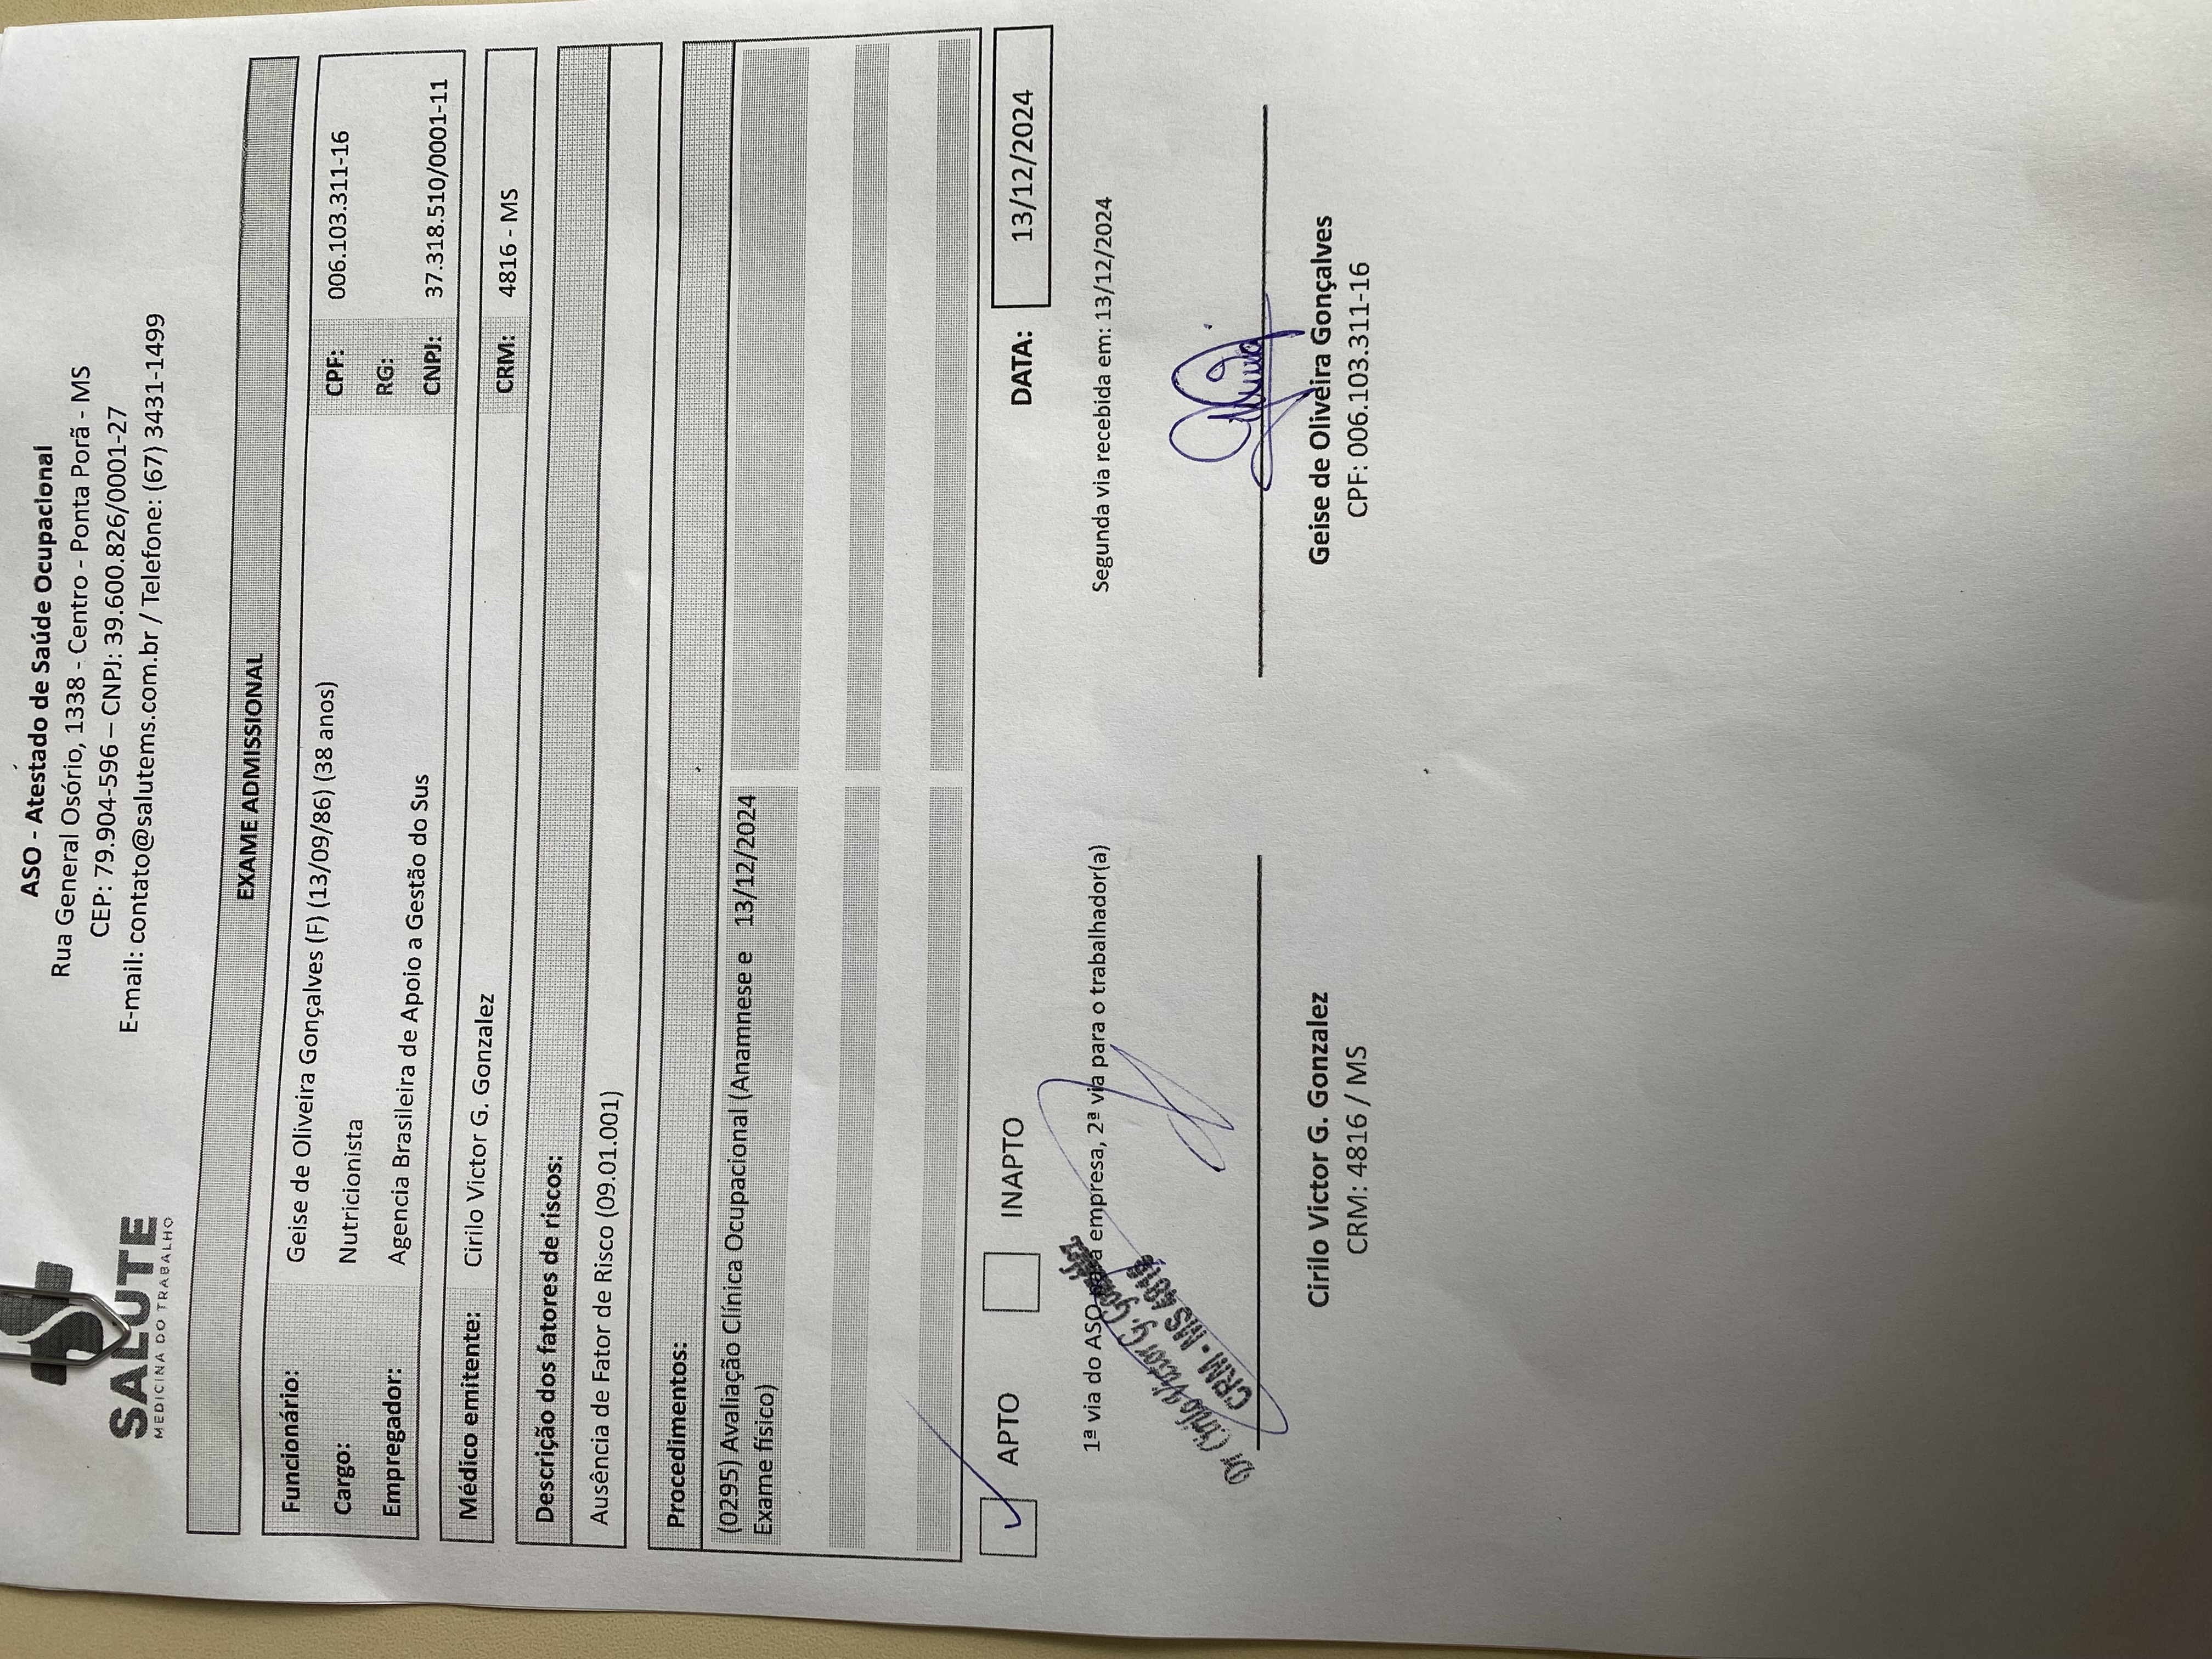 SALUTE
MEDICINA DO TRABALHO
ASO - Atestado de Saúde Ocupacional
Rua General Osório, 1338 - Centro - Ponta Porã - MS
CEP: 79.904-596 – CNPJ: 39.600.826/0001-27
E-mail: contato@salutems.com.br / Telefone: (67) 3431-1499
EXAME ADMISSIONAL
Funcionário: Geise de Oliveira Gonçalves (F) (13/09/86) (38 anos) CPF: 006.103.311-16
Cargo: Nutricionista RG:
Empregador: Agencia Brasileira de Apoio a Gestão do Sus CNPJ: 37.318.510/0001-11
Médico emitente: Cirilo Victor G. Gonzalez CRM: 4816 - MS
Descrição dos fatores de riscos:
Ausência de Fator de Risco (09.01.001)
Procedimentos:
(0295) Avaliação Clínica Ocupacional (Anamnese e 13/12/2024
Exame físico)
APTO INAPTO DATA: 13/12/2024
1ª via do ASO para empresa, 2ª via para o trabalhador(a) Segunda via recebida em: 13/12/2024
Dr Cirilo Victor G. González
CRM - MS 4816
Cirilo Victor G. Gonzalez Geise de Oliveira Gonçalves
CRM: 4816 / MS CPF: 006.103.311-16